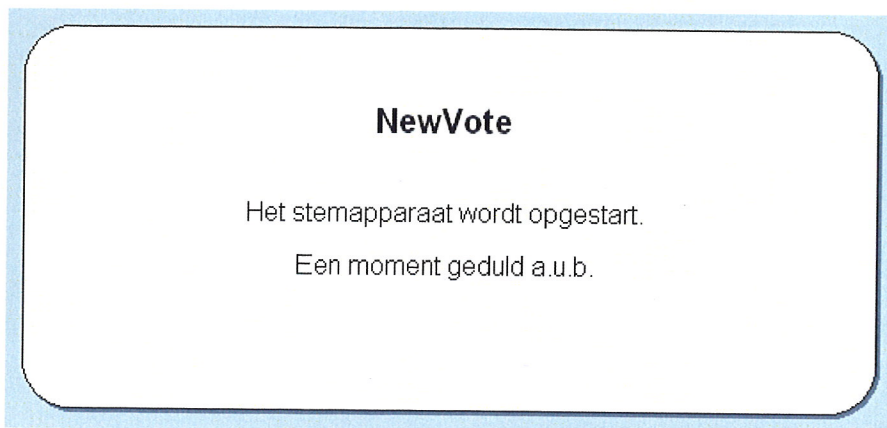 NewVote
Het stemapparaat wordt opgestart.
Een moment geduld a.u.b.